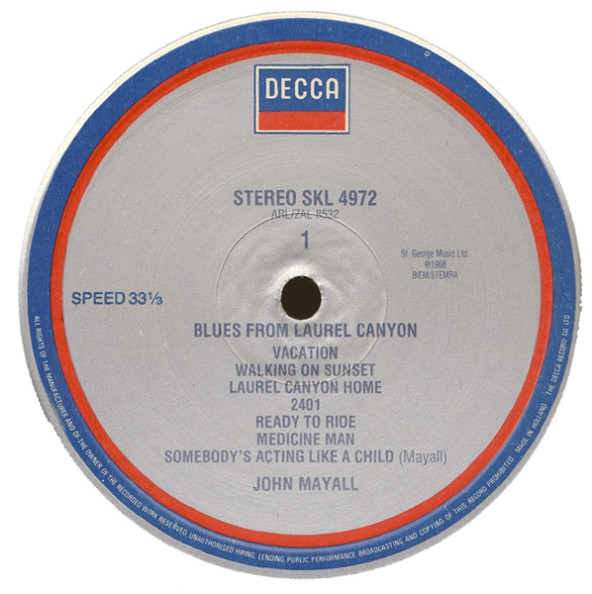 DECCA
STEREO SKL 4972
ARL/ZAL 8532
1
St. George Music Ltd.
℗1968
BIEM/STEMRA
SPEED 33⅓
BLUES FROM LAUREL CANYON
VACATION
WALKING ON SUNSET
LAUREL CANYON HOME
2401
READY TO RIDE
MEDICINE MAN
SOMEBODY'S ACTING LIKE A CHILD (Mayall)
JOHN MAYALL
ALL RIGHTS OF THE MANUFACTURER AND OF THE OWNER OF THE RECORDED WORK RESERVED. UNAUTHORISED HIRING, LENDING, PUBLIC PERFORMANCE, BROADCASTING AND COPYING OF THIS RECORD PROHIBITED. MADE IN HOLLAND. THE DECCA RECORD CO LTD